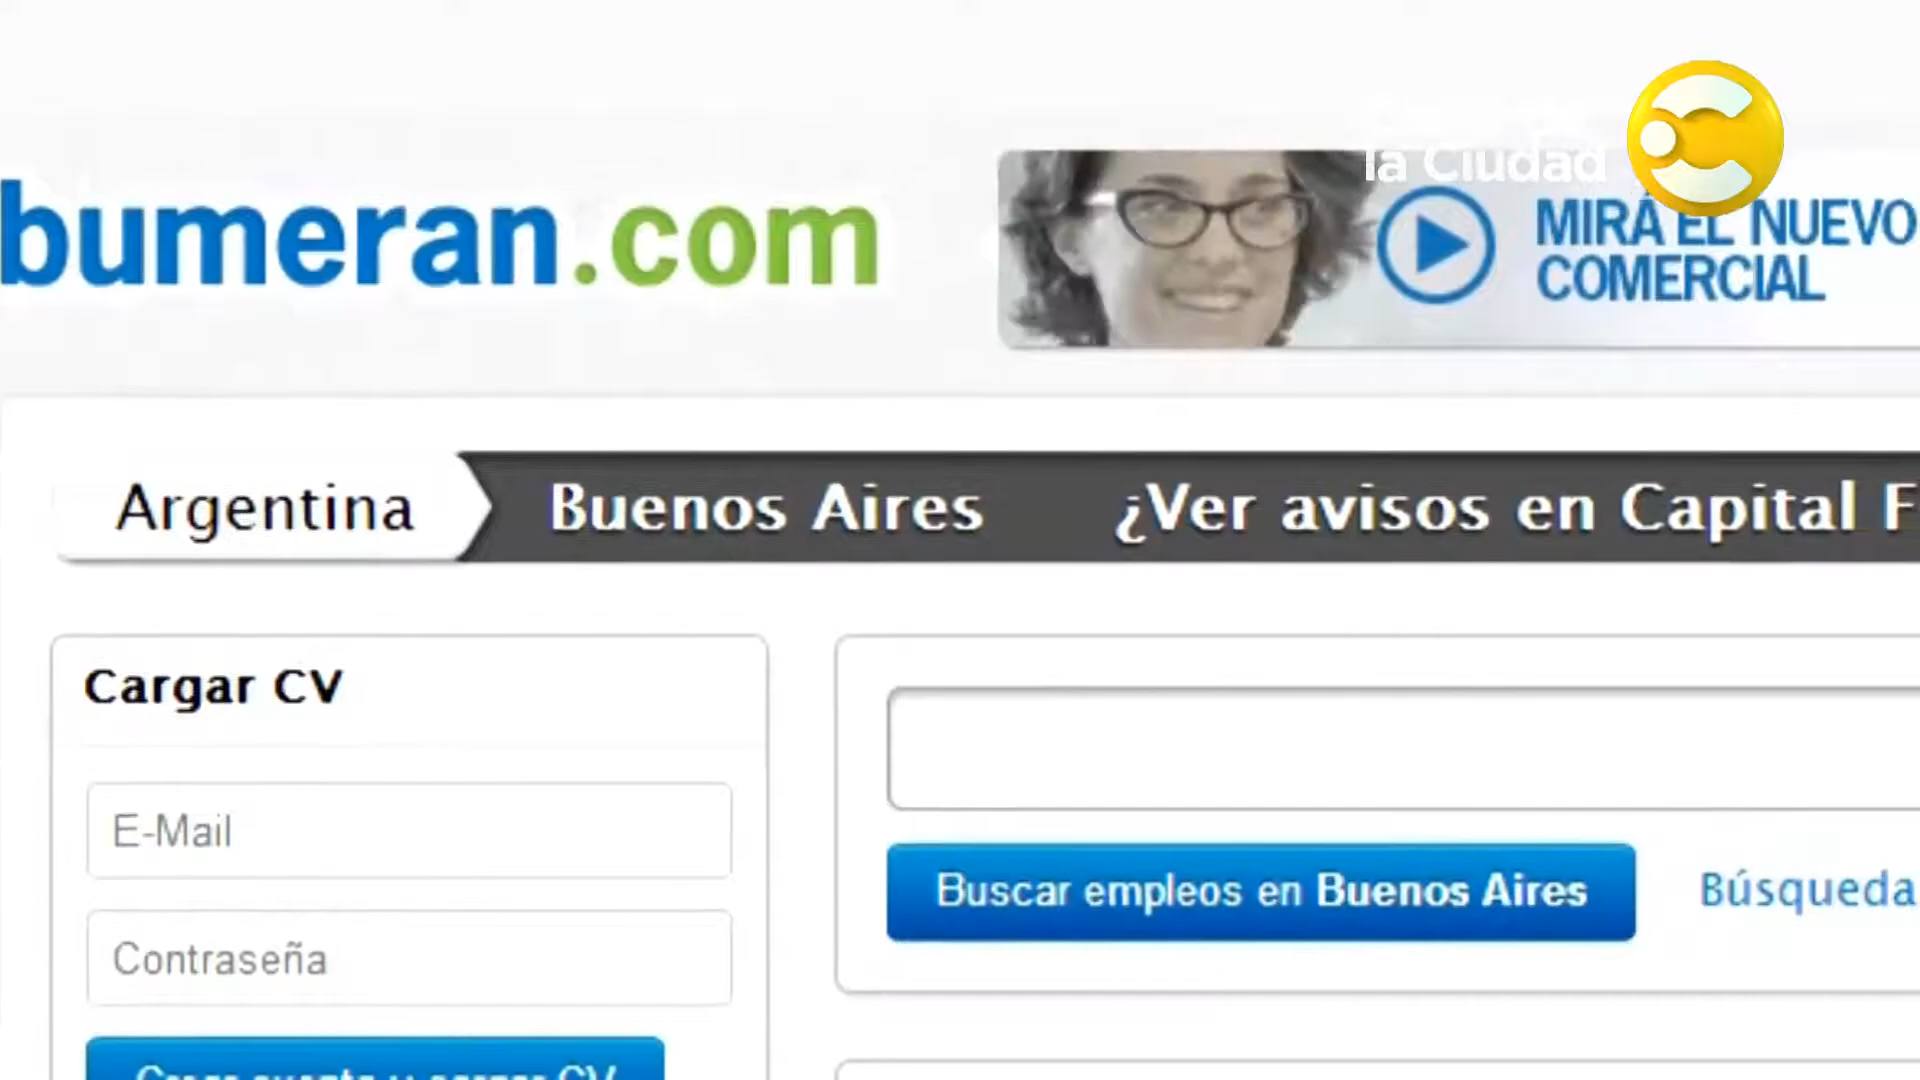 la Ciudad
bumeran.com
MIRÁ EL NUEVO
COMERCIAL
Argentina
Buenos Aires
¿Ver avisos en Capital F
Cargar CV
E-Mail
Contraseña
Buscar empleos en Buenos Aires
Búsqueda
CV